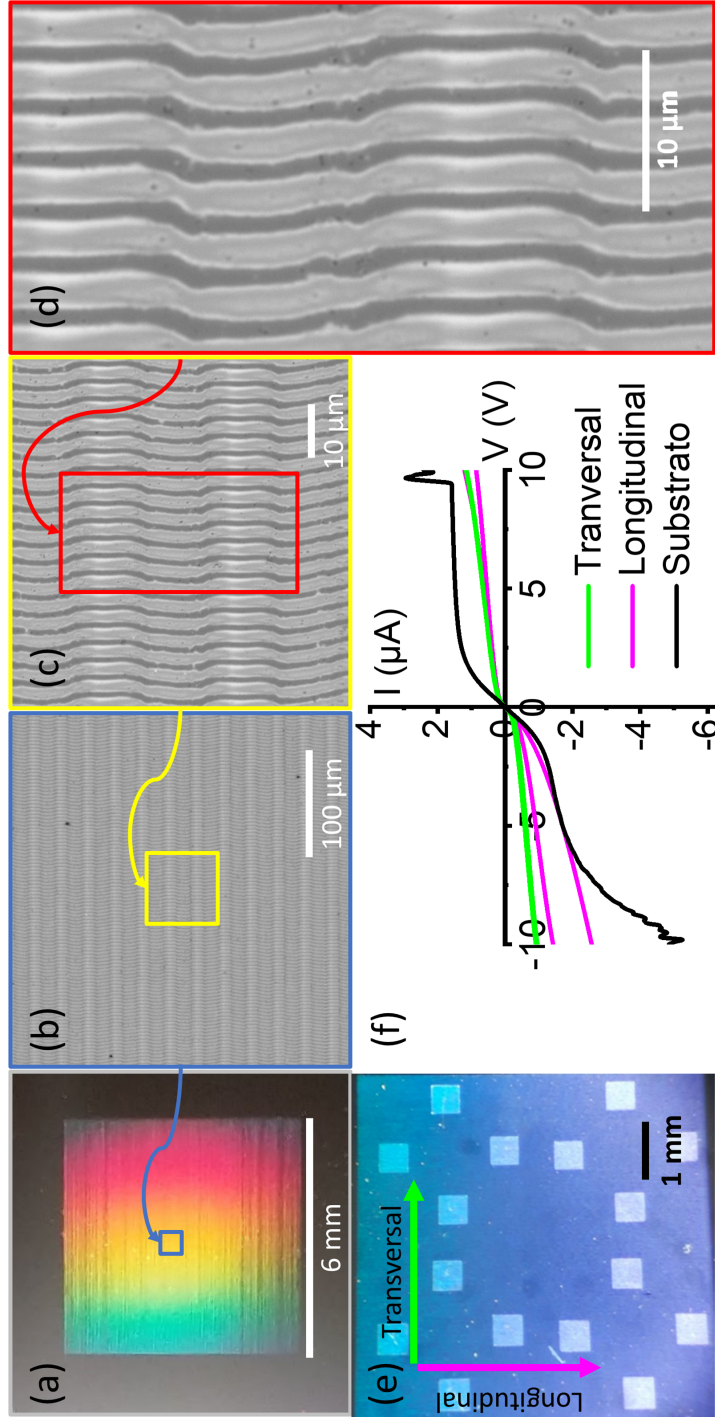 (a)
6 mm
(b)
100 µm
(c)
10 µm
(d)
10 µm
(e)
Transversal
Longitudinal
1 mm
(f)
I (µA)
4
2
0
-2
-4
-6
-10
-5
0
5
10
V (V)
Tranversal
Longitudinal
Substrato